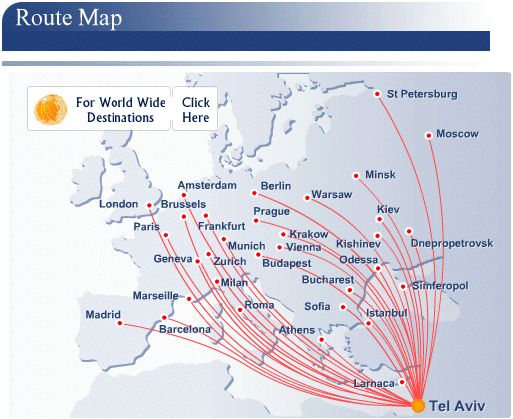 Route Map
For World Wide
Destinations
Click
Here
St Petersburg
Moscow
Minsk
Amsterdam
Berlin
Warsaw
London
Brussels
Prague
Kiev
Paris
Frankfurt
Krakow
Kishinev
Dnepropetrovsk
Munich
Vienna
Geneva
Zurich
Budapest
Odessa
Milan
Bucharest
Simferopol
Marseille
Roma
Sofia
Istanbul
Madrid
Barcelona
Athens
Larnaca
Tel Aviv